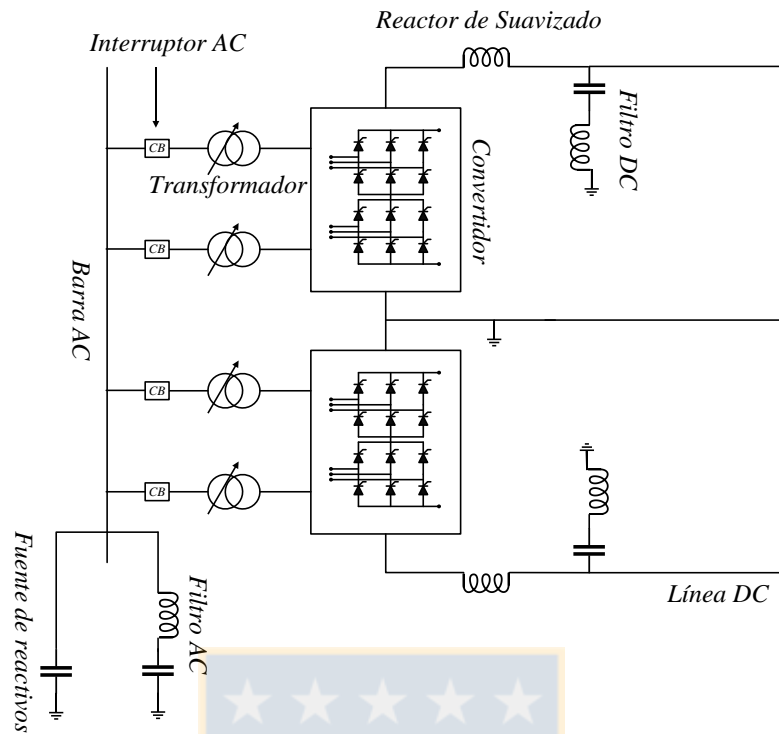 Reactor de Suavizado
Interruptor AC
CB
Transformador
Filtro DC
Convertidor
CB
Barra AC
CB
CB
Fuente de reactivos
Filtro AC
Línea DC